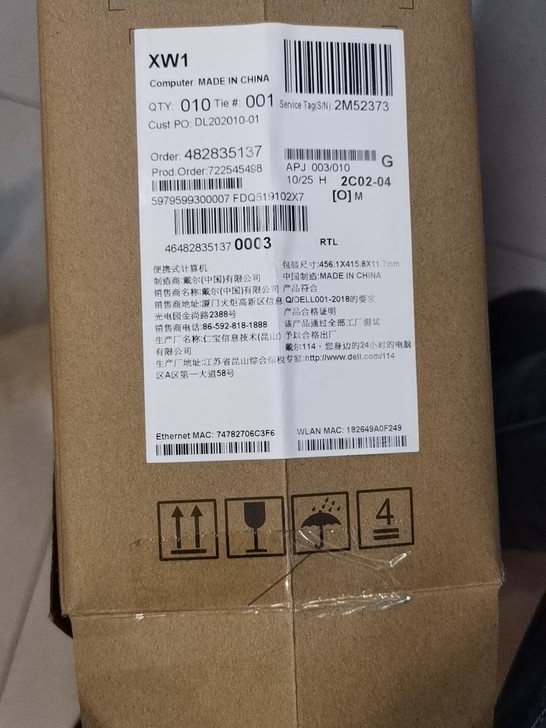 XW1
Computer MADE IN CHINA
QTY: 010 Tie #: 001 Service Tag(S/N) 2M52373
Cust PO: DL202010-01
Order: 482835137
Prod.Order:722545498
APJ 003/010 G
10/25 H 2C02-04
5979599300007 FDQ519102X7
[O] M
46482835137 0003
RTL
便携式计算机
制造商:戴尔(中国)有限公司
销售商名称:戴尔(中国)有限公司
销售商地址:厦门火炬高新区信息
光电园金尚路2388号
销售商电话:86-592-818-1888
生产厂名称:仁宝信息技术(昆山)
有限公司
生产厂地址:江苏省昆山综合保税
区A区第一大道58号
包装尺寸:456.1X415.8X11.7mm
中国制造:MADE IN CHINA
产品符合
Q/DELL001-2018的要求
产品合格证明
该产品通过全部工厂测试
予以合格出厂
戴尔114，您身边的24小时的电脑
专家:http://www.dell.com/114
Ethernet MAC: 74782706C3F6
WLAN MAC: 182649A0F249
4